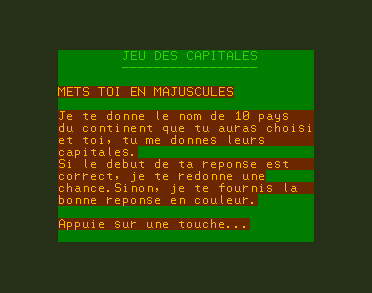 JEU DES CAPITALES
-----------------
METS TOI EN MAJUSCULES
Je te donne le nom de 10 pays
du continent que tu auras choisi
et toi, tu me donnes leurs
capitales.
Si le debut de ta reponse est
correct, je te redonne une
chance.Sinon, je te fournis la
bonne reponse en couleur.
Appuie sur une touche...